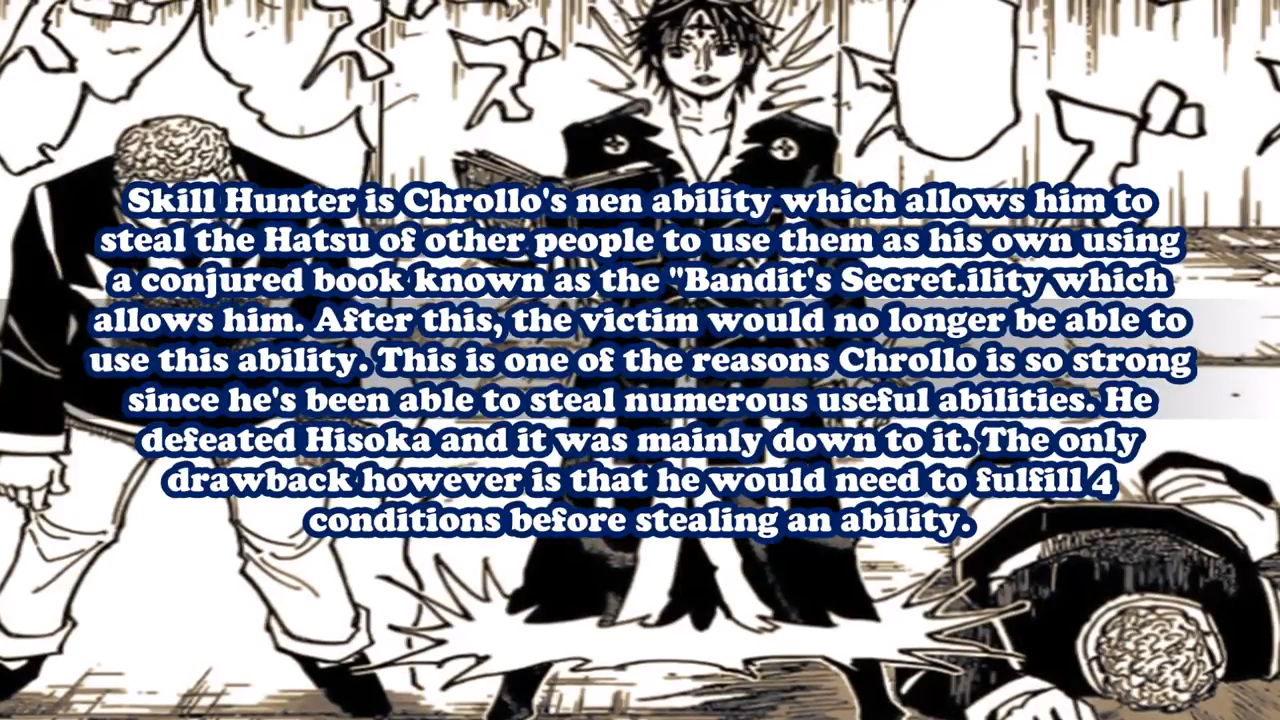 Skill Hunter is Chrollo's nen ability which allows him to
steal the Hatsu of other people to use them as his own using
a conjured book known as the "Bandit's Secret.ility which
allows him. After this, the victim would no longer be able to
use this ability. This is one of the reasons Chrollo is so strong
since he's been able to steal numerous useful abilities. He
defeated Hisoka and it was mainly down to it. The only
drawback however is that he would need to fulfill 4
conditions before stealing an ability.